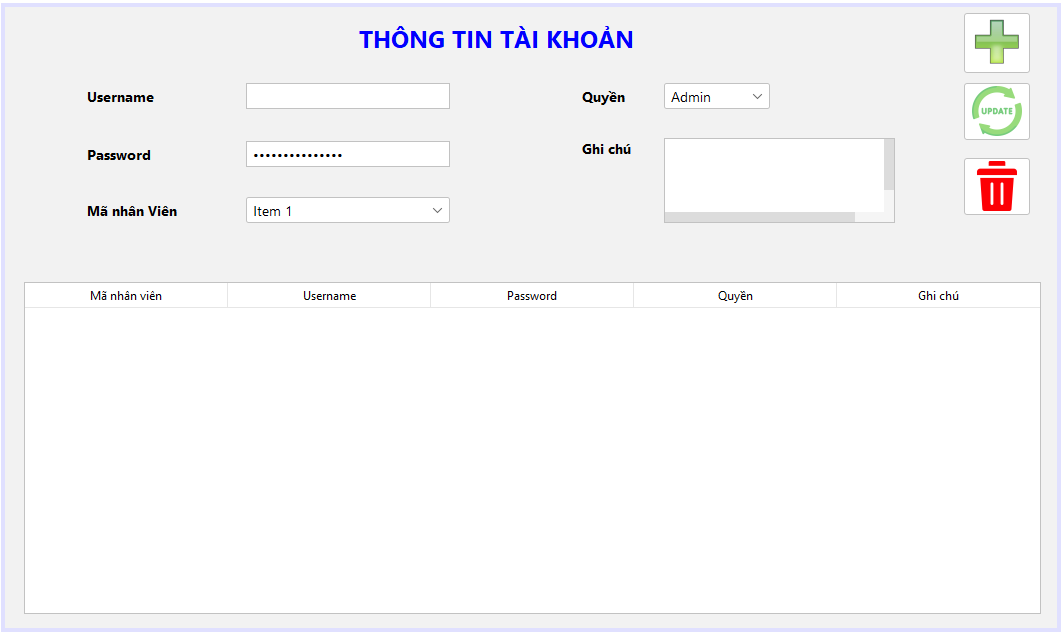 THÔNG TIN TÀI KHOẢN
Username
Quyền
Admin
UPDATE
Password
•••••••••••••••
Ghi chú
Mã nhân Viên
Item 1
Mã nhân viên Username Password Quyền Ghi chú